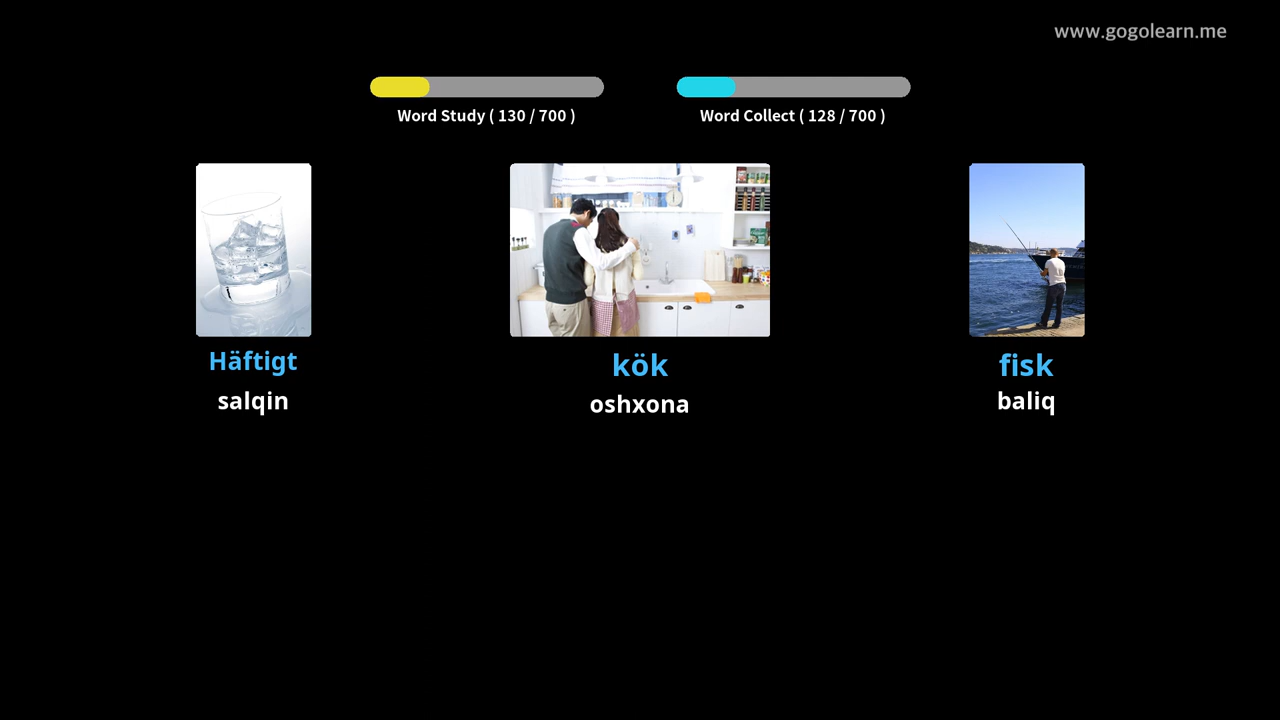 www.gogolearn.me
Word Study ( 130 / 700 )
Word Collect ( 128 / 700 )
Häftigt
salqin
kök
oshxona
fisk
baliq